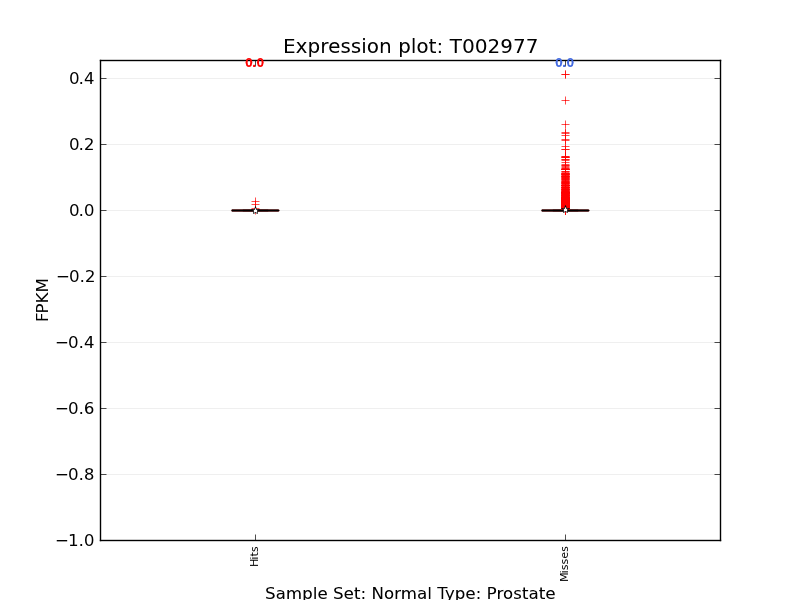 Expression plot: T002977
0.0 0.0
0.4
0.2
0.0
−0.2
−0.4
−0.6
−0.8
−1.0
FPKM
Hits
Misses
Sample Set: Normal Type: Prostate